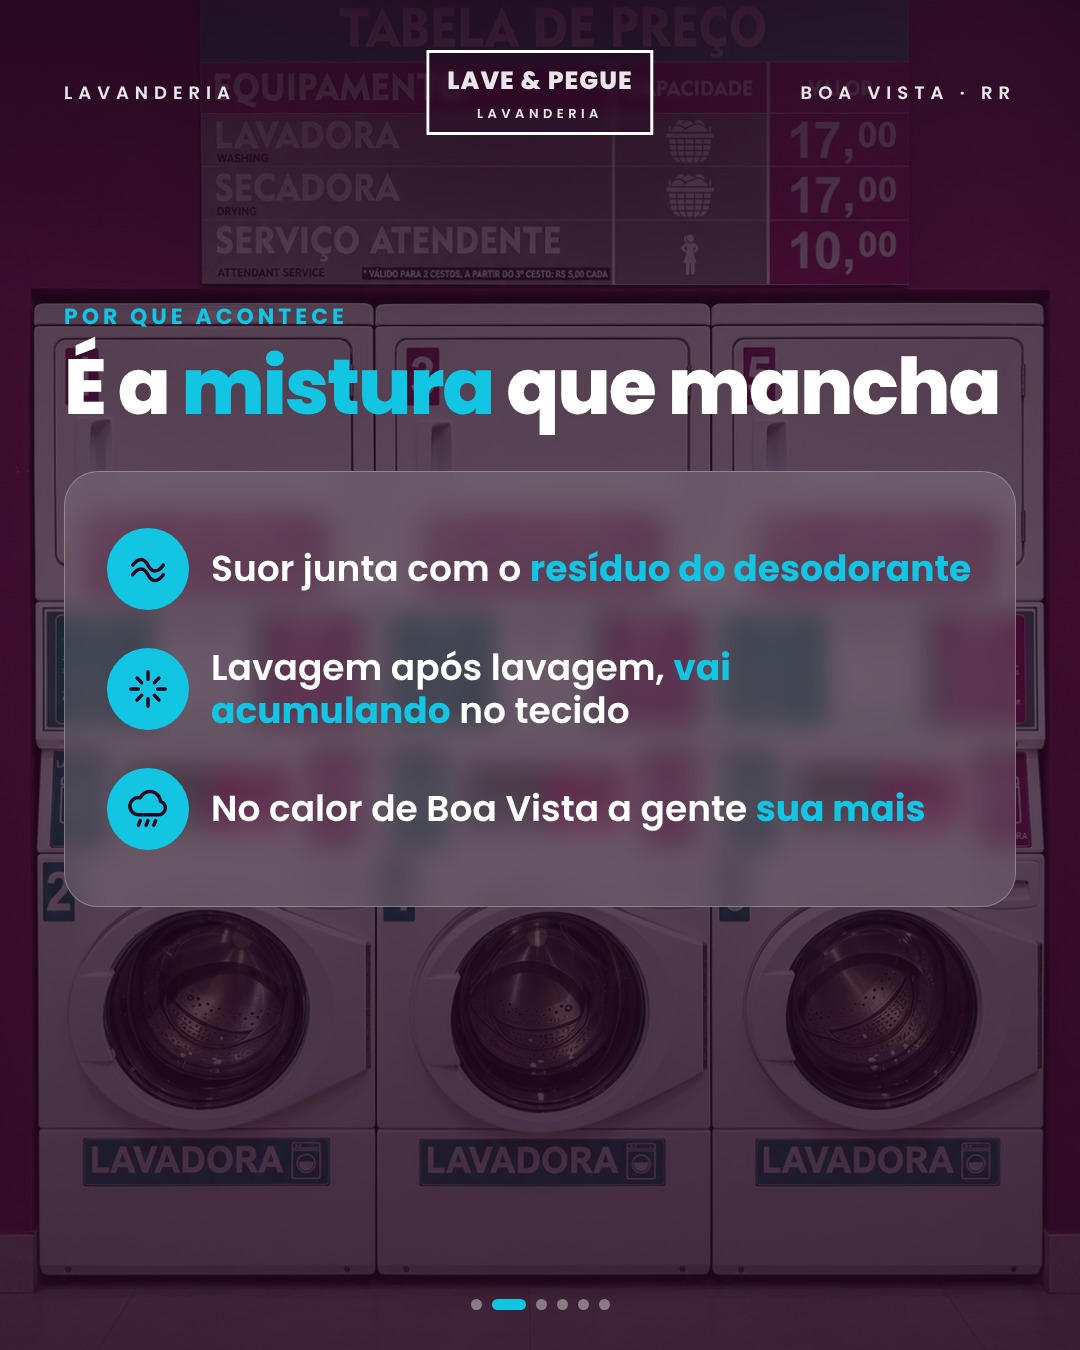 TABELA DE PREÇO
LAVANDERIA
LAVE & PEGUE
LAVANDERIA
BOA VISTA · RR
VALOR
LAVADORA
WASHING
17,00
SECADORA
DRYING
17,00
SERVIÇO ATENDENTE
10,00
ATTENDANT SERVICE
* VÁLIDO PARA 2 CESTOS, A PARTIR DO 3º CESTO: R$ 5,00 CADA
POR QUE ACONTECE
É a mistura que mancha
3
5
Suor junta com o resíduo do desodorante
Lavagem após lavagem, vai
acumulando no tecido
No calor de Boa Vista a gente sua mais
2
LAVADORA
LAVADORA
LAVADORA